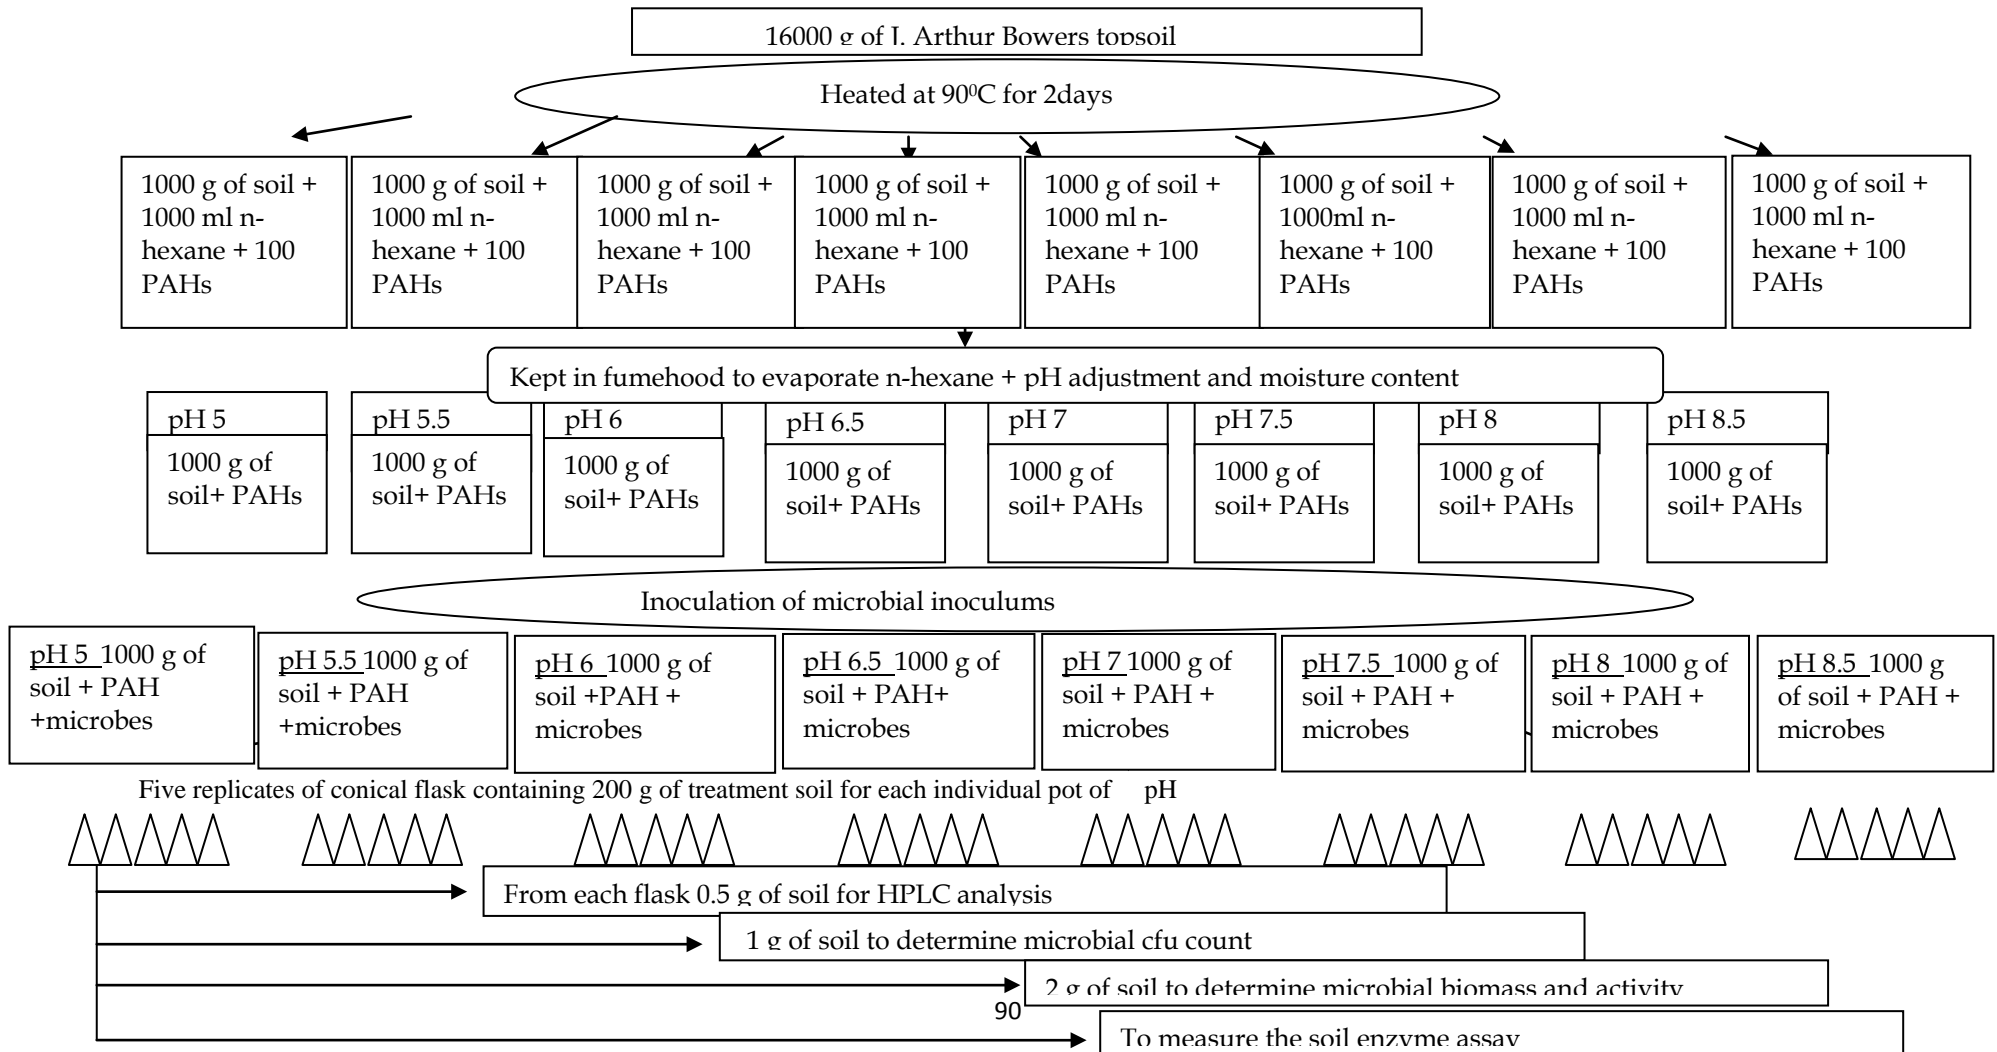 16000 g of J. Arthur Bowers topsoil
Heated at 90⁰C for 2days
1000 g of soil +
1000 ml n-
hexane + 100
PAHs
1000 g of soil +
1000 ml n-
hexane + 100
PAHs
1000 g of soil +
1000 ml n-
hexane + 100
PAHs
1000 g of soil +
1000 ml n-
hexane + 100
PAHs
1000 g of soil +
1000 ml n-
hexane + 100
PAHs
1000 g of soil +
1000ml n-
hexane + 100
PAHs
1000 g of soil +
1000 ml n-
hexane + 100
PAHs
1000 g of soil +
1000 ml n-
hexane + 100
PAHs
Kept in fumehood to evaporate n-hexane + pH adjustment and moisture content
pH 5
1000 g of
soil+ PAHs
pH 5.5
1000 g of
soil+ PAHs
pH 6
1000 g of
soil+ PAHs
pH 6.5
1000 g of
soil+ PAHs
pH 7
1000 g of
soil+ PAHs
pH 7.5
1000 g of
soil+ PAHs
pH 8
1000 g of
soil+ PAHs
pH 8.5
1000 g of
soil+ PAHs
Inoculation of microbial inoculums
pH 5 1000 g of
soil + PAH
+microbes
pH 5.5 1000 g of
soil + PAH
+microbes
pH 6 1000 g of
soil +PAH +
microbes
pH 6.5 1000 g of
soil + PAH+
microbes
pH 7 1000 g of
soil + PAH +
microbes
pH 7.5 1000 g of
soil + PAH +
microbes
pH 8 1000 g of
soil + PAH +
microbes
pH 8.5 1000 g
of soil + PAH +
microbes
Five replicates of conical flask containing 200 g of treatment soil for each individual pot of pH
From each flask 0.5 g of soil for HPLC analysis
1 g of soil to determine microbial cfu count
2 g of soil to determine microbial biomass and activity
90
To measure the soil enzyme assay